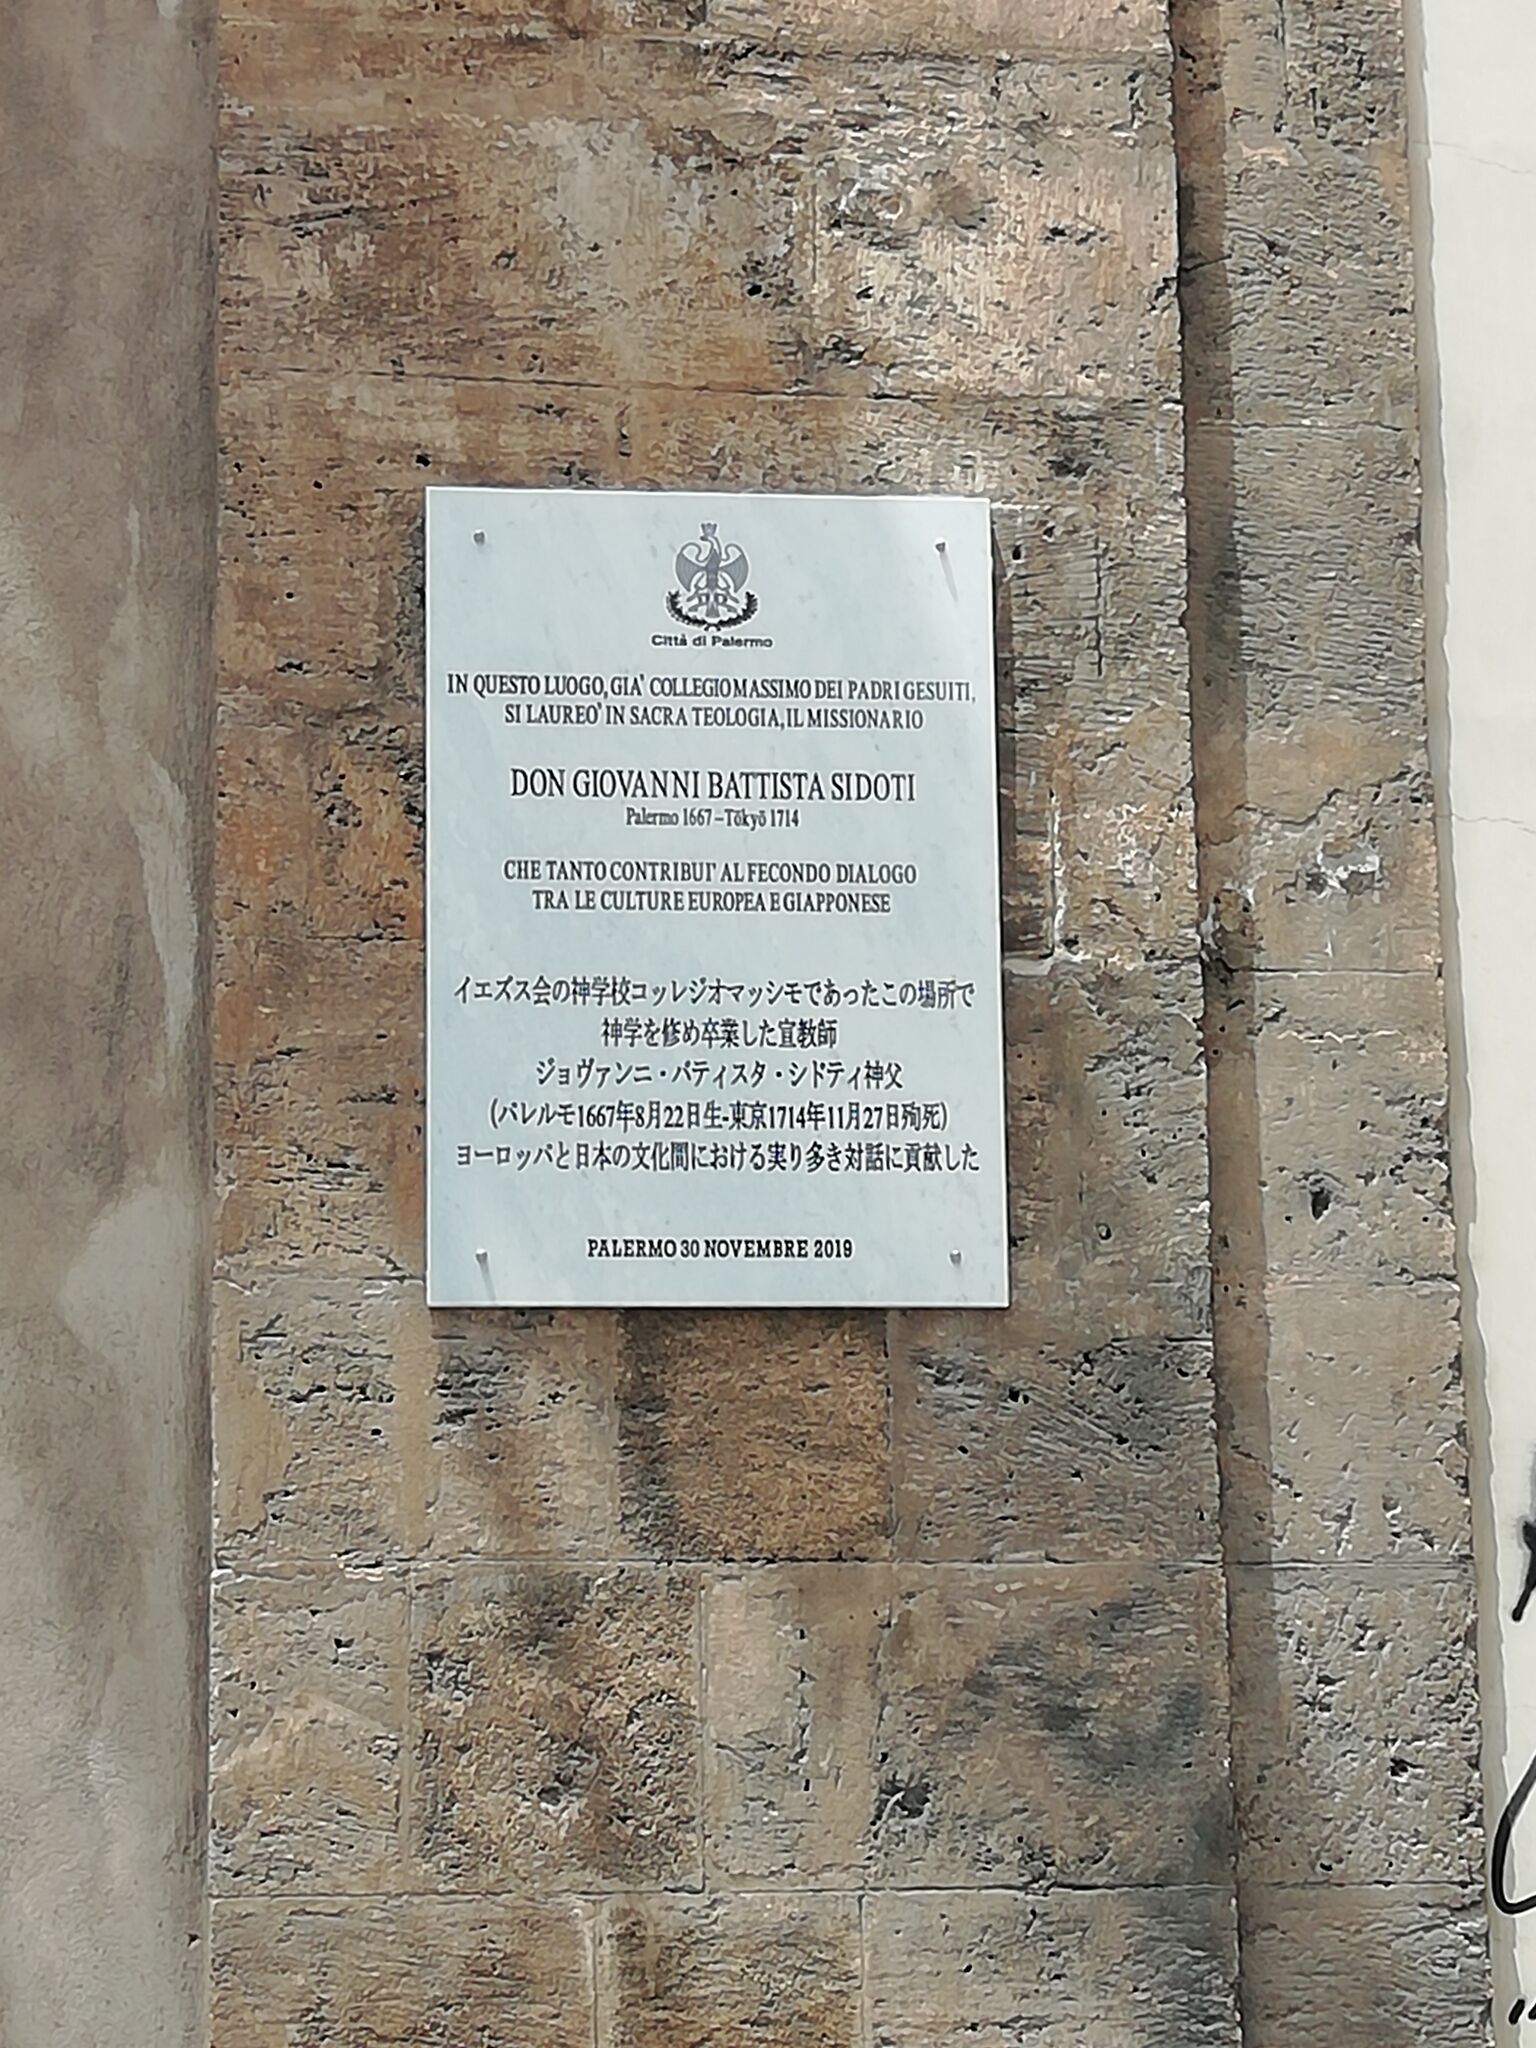 Città di Palermo
IN QUESTO LUOGO, GIA' COLLEGIO MASSIMO DEI PADRI GESUITI,
SI LAUREO' IN SACRA TEOLOGIA, IL MISSIONARIO
DON GIOVANNI BATTISTA SIDOTI
Palermo 1667 – Tōkyō 1714
CHE TANTO CONTRIBUI' AL FECONDO DIALOGO
TRA LE CULTURE EUROPEA E GIAPPONESE
イエズス会の神学校コッレジオマッシモであったこの場所で
神学を修め卒業した宣教師
ジョヴァンニ・バティスタ・シドティ神父
(パレルモ1667年8月22日生-東京1714年11月27日殉死)
ヨーロッパと日本の文化間における実り多き対話に貢献した
PALERMO 30 NOVEMBRE 2019